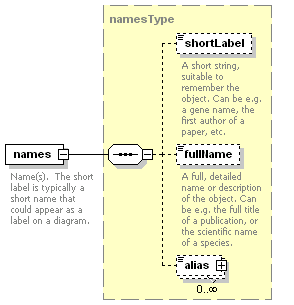 namesType
shortLabel
A short string,
suitable to
remember the
object. Can be e.g.
a gene name, the
first author of a
paper, etc.
names
Name(s).  The short
label is typically a
short name that
could appear as a
label on a diagram.
fullName
A full, detailed
name or description
of the object. Can
be e.g. the full title
of a publication, or
the scientific name
of a species.
alias
0..∞